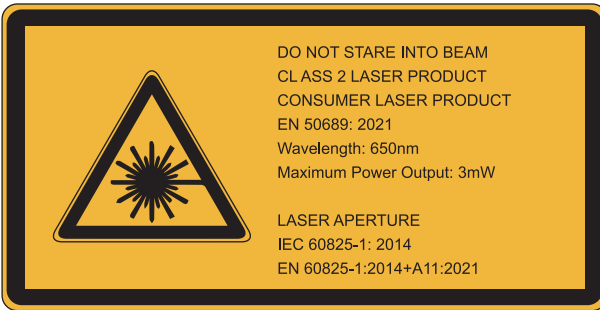 DO NOT STARE INTO BEAM
CL ASS 2 LASER PRODUCT
CONSUMER LASER PRODUCT
EN 50689: 2021
Wavelength: 650nm
Maximum Power Output: 3mW
LASER APERTURE
IEC 60825-1: 2014
EN 60825-1:2014+A11:2021